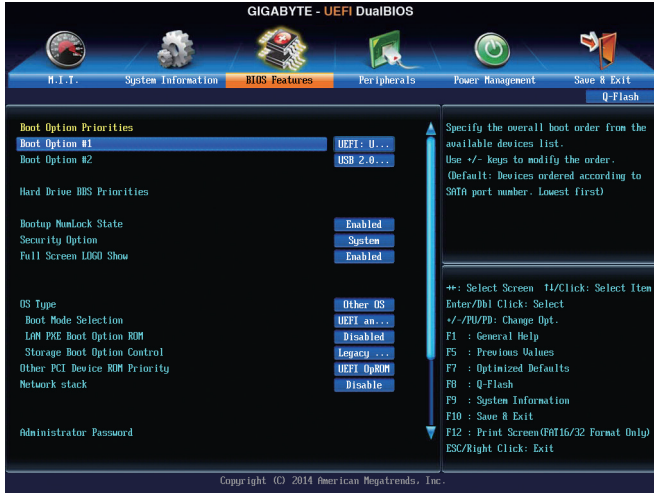 GIGABYTE - UEFI DualBIOS
M.I.T. System Information BIOS Features Peripherals Power Management Save & Exit
Q-Flash
Boot Option Priorities
Boot Option #1 UEFI: U...
Boot Option #2 USB 2.0...
Hard Drive BBS Priorities
Bootup NumLock State Enabled
Security Option System
Full Screen LOGO Show Enabled
OS Type Other OS
Boot Mode Selection UEFI an...
LAN PXE Boot Option ROM Disabled
Storage Boot Option Control Legacy ...
Other PCI Device ROM Priority UEFI OpROM
Network stack Disable
Administrator Password
Specify the overall boot order from the
available devices list.
Use +/- keys to modify the order.
(Default: Devices ordered according to
SATA port number. Lowest first)
→←: Select Screen ↑↓/Click: Select Item
Enter/Dbl Click: Select
+/-/PU/PD: Change Opt.
F1 : General Help
F5 : Previous Values
F7 : Optimized Defaults
F8 : Q-Flash
F9 : System Information
F10 : Save & Exit
F12 : Print Screen(FAT16/32 Format Only)
ESC/Right Click: Exit
Copyright (C) 2014 American Megatrends, Inc.